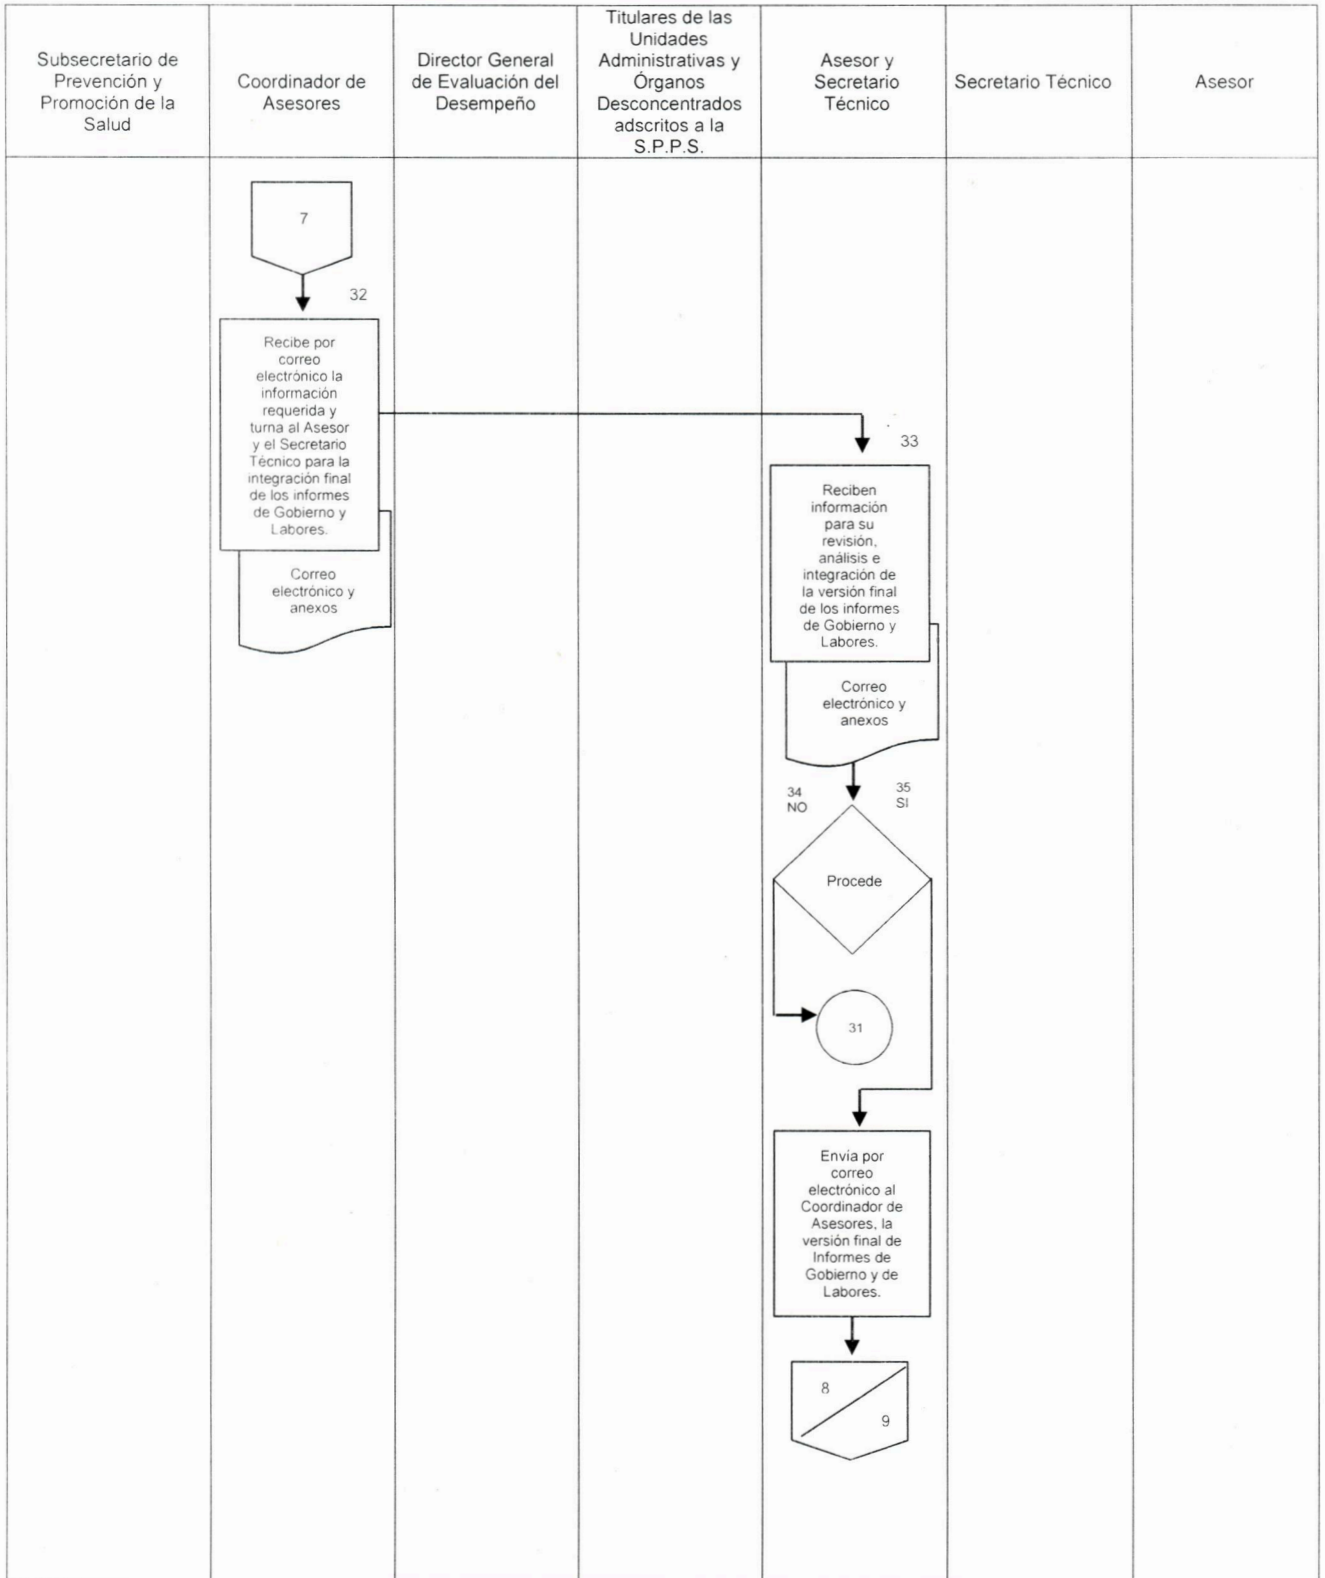 Subsecretario de
Prevención y
Promoción de la
Salud
Coordinador de
Asesores
Director General
de Evaluación del
Desempeño
Titulares de las
Unidades
Administrativas y
Órganos
Desconcentrados
adscritos a la
S.P.P.S.
Asesor y
Secretario
Técnico
Secretario Técnico
Asesor
7
32
Recibe por
correo
electrónico la
información
requerida y
turna al Asesor
y el Secretario
Técnico para la
integración final
de los informes
de Gobierno y
Labores.
Correo
electrónico y
anexos
33
Reciben
información
para su
revisión,
análisis e
integración de
la versión final
de los informes
de Gobierno y
Labores.
Correo
electrónico y
anexos
34
NO
35
SI
Procede
31
Envía por
correo
electrónico al
Coordinador de
Asesores, la
versión final de
Informes de
Gobierno y de
Labores.
8
9